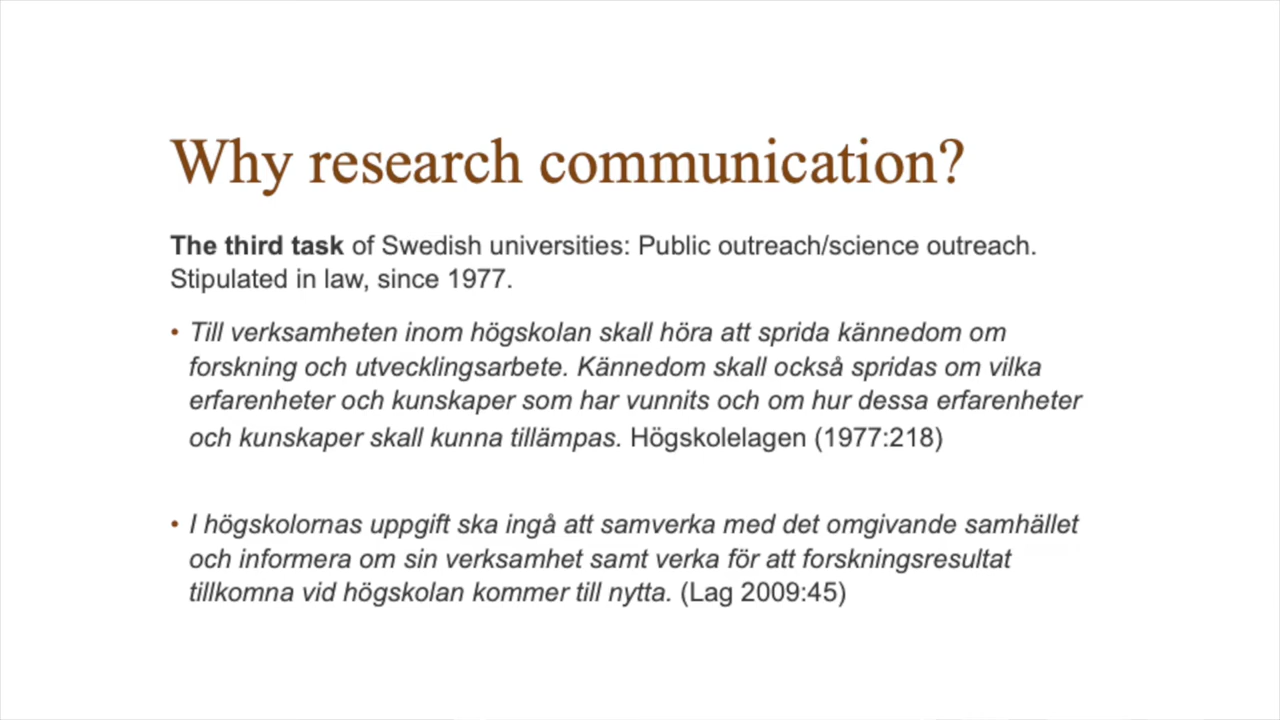 Why research communication?
The third task of Swedish universities: Public outreach/science outreach.
Stipulated in law, since 1977.
• Till verksamheten inom högskolan skall höra att sprida kännedom om
forskning och utvecklingsarbete. Kännedom skall också spridas om vilka
erfarenheter och kunskaper som har vunnits och om hur dessa erfarenheter
och kunskaper skall kunna tillämpas. Högskolelagen (1977:218)
• I högskolornas uppgift ska ingå att samverka med det omgivande samhället
och informera om sin verksamhet samt verka för att forskningsresultat
tillkomna vid högskolan kommer till nytta. (Lag 2009:45)